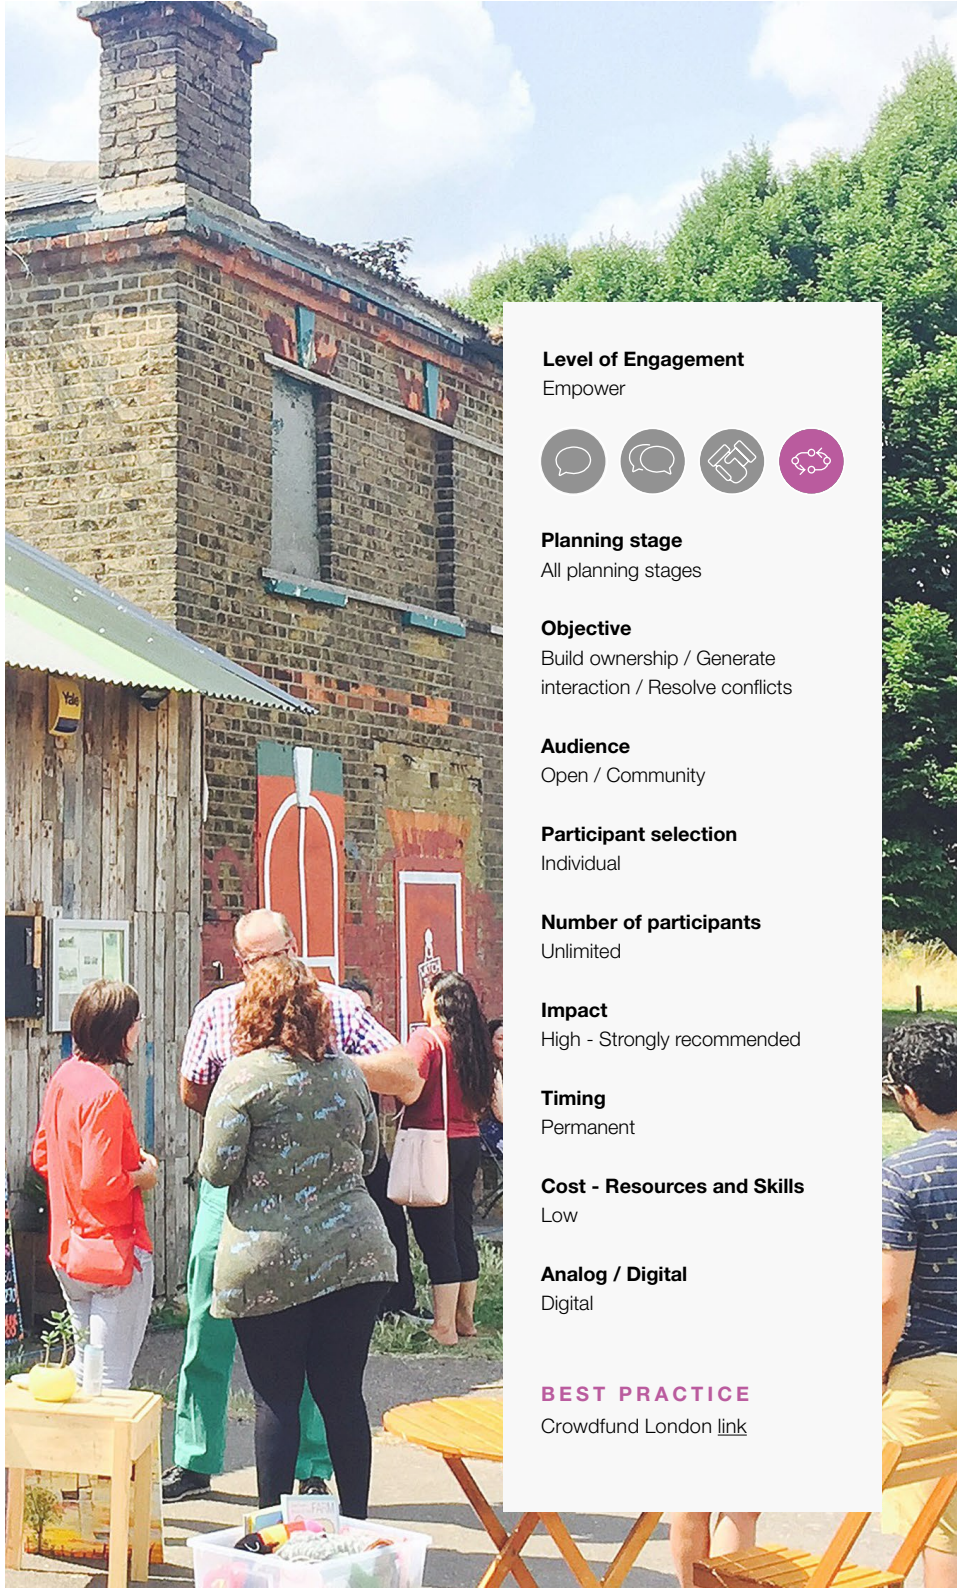 Level of Engagement
Empower
Planning stage
All planning stages
Objective
Build ownership / Generate
interaction / Resolve conflicts
Audience
Open / Community
Participant selection
Individual
Number of participants
Unlimited
Impact
High - Strongly recommended
Timing
Permanent
Cost - Resources and Skills
Low
Analog / Digital
Digital
BEST PRACTICE
Crowdfund London link
Yale